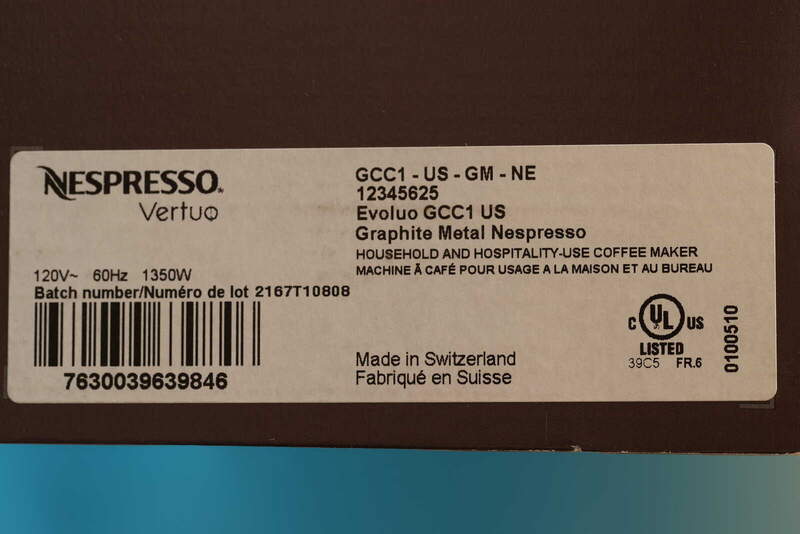 NESPRESSO.
Vertuo
120V~ 60Hz 1350W
Batch number/Numéro de lot 2167T10808
7630039639846
GCC1 - US - GM - NE
12345625
Evoluo GCC1 US
Graphite Metal Nespresso
HOUSEHOLD AND HOSPITALITY-USE COFFEE MAKER
MACHINE À CAFÉ POUR USAGE A LA MAISON ET AU BUREAU
Made in Switzerland
Fabriqué en Suisse
C UL US
LISTED
39C5 FR.6
0100510